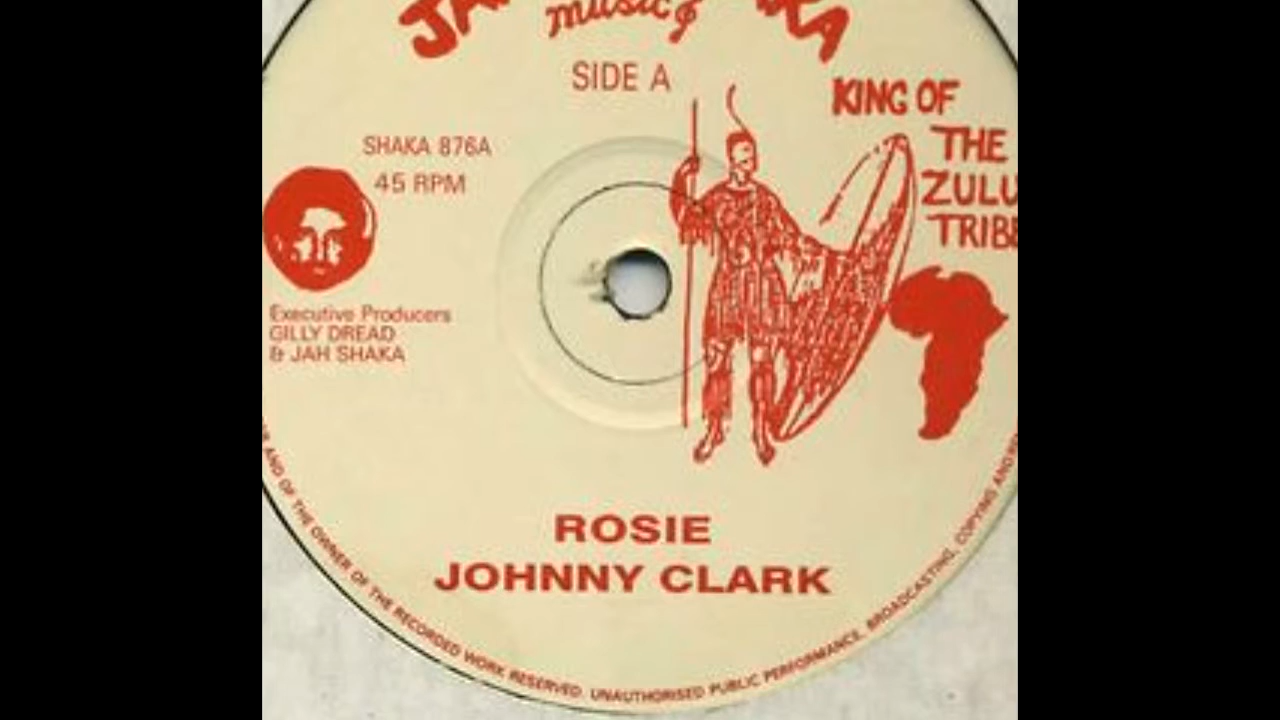 music
SIDE A
KING OF
THE
ZULU
SHAKA 876A
45 RPM
Executive Producers
GILLY DREAD
& JAH SHAKA
ROSIE
JOHNNY CLARK
AND OF THE OWNER OF THE RECORDED WORK RESERVED. UNAUTHORISED PUBLIC PERFORMANCE, BROADCASTING, COPYING AND/